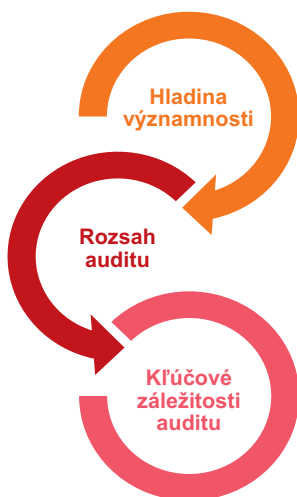 Hladina
významnosti
Rozsah
auditu
Kľúčové
záležitosti
auditu